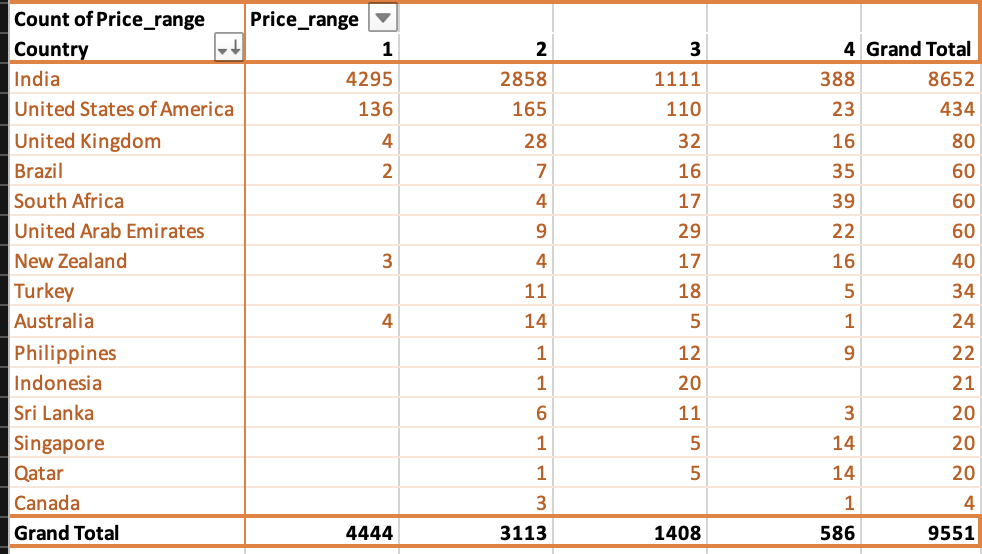 Count of Price_range Price_range
Country 1 2 3 4 Grand Total
India 4295 2858 1111 388 8652
United States of America 136 165 110 23 434
United Kingdom 4 28 32 16 80
Brazil 2 7 16 35 60
South Africa 4 17 39 60
United Arab Emirates 9 29 22 60
New Zealand 3 4 17 16 40
Turkey 11 18 5 34
Australia 4 14 5 1 24
Philippines 1 12 9 22
Indonesia 1 20 21
Sri Lanka 6 11 3 20
Singapore 1 5 14 20
Qatar 1 5 14 20
Canada 3 1 4
Grand Total 4444 3113 1408 586 9551